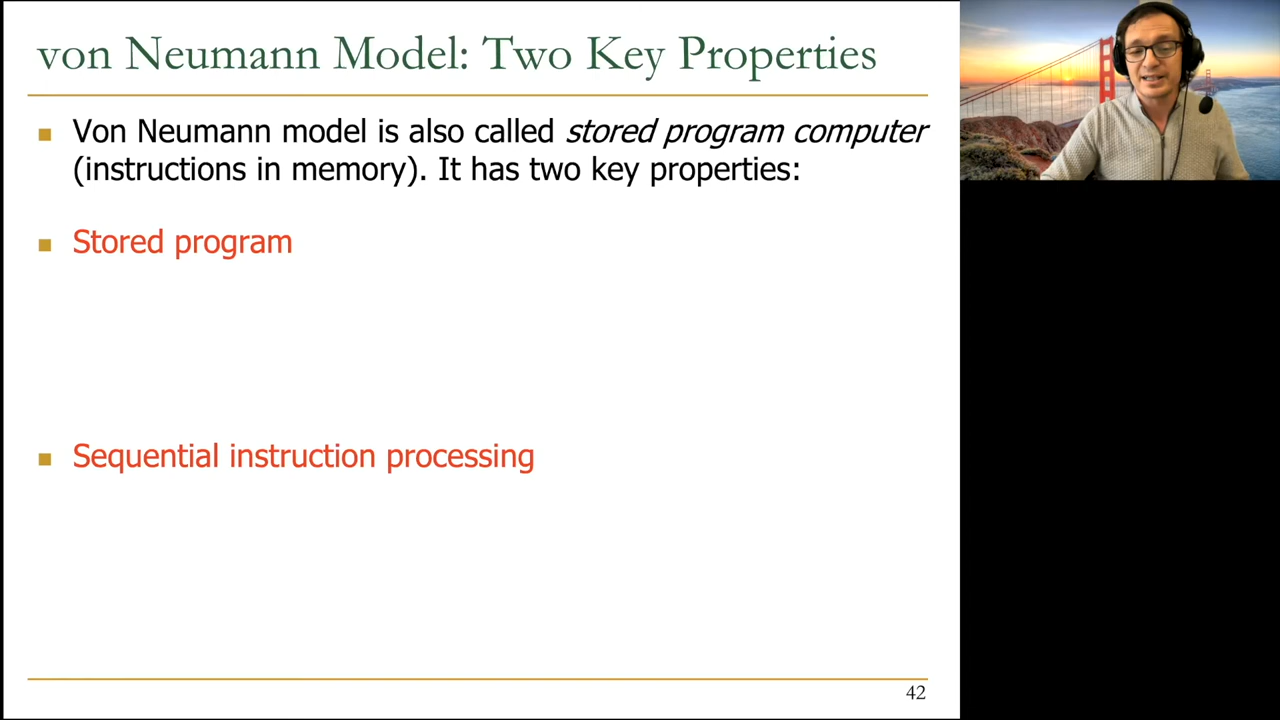 von Neumann Model: Two Key Properties
Von Neumann model is also called stored program computer
(instructions in memory). It has two key properties:
Stored program
Sequential instruction processing
42